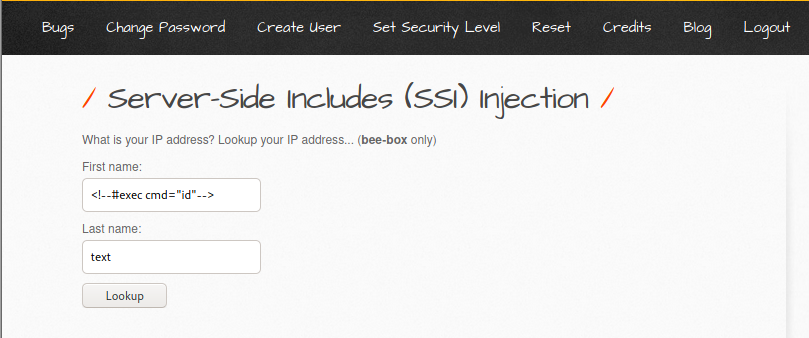 Bugs Change Password Create User Set Security Level Reset Credits Blog Logout
/ Server-Side Includes (SSI) Injection /
What is your IP address? Lookup your IP address... (bee-box only)
First name:
<!--#exec cmd="id"-->
Last name:
text
Lookup